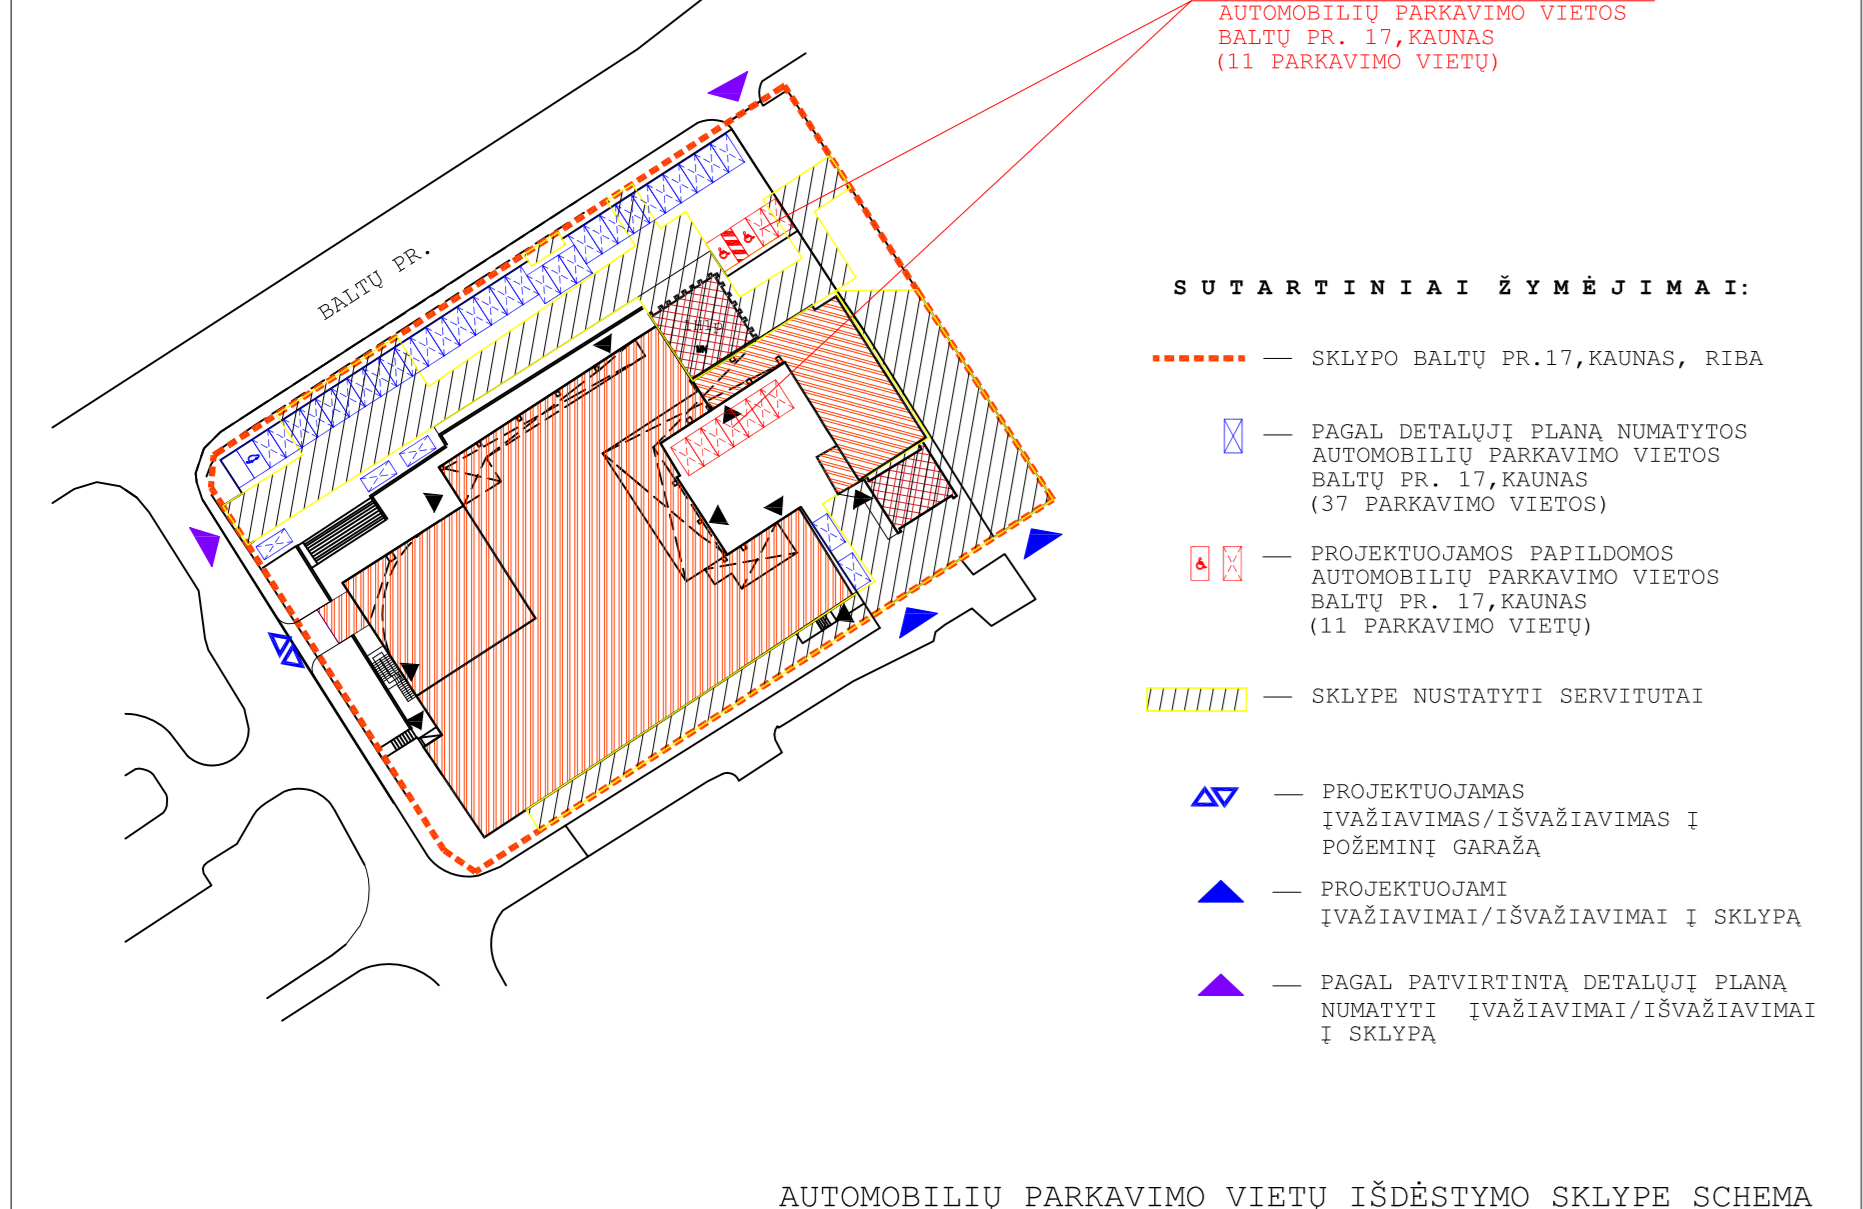 AUTOMOBILIŲ PARKAVIMO VIETOS
BALTŲ PR. 17,KAUNAS
(11 PARKAVIMO VIETŲ)
BALTŲ PR.
SUTARTINIAI ŽYMĖJIMAI:
— SKLYPO BALTŲ PR.17,KAUNAS, RIBA
— PAGAL DETALŲJĮ PLANĄ NUMATYTOS
AUTOMOBILIŲ PARKAVIMO VIETOS
BALTŲ PR. 17,KAUNAS
(37 PARKAVIMO VIETOS)
— PROJEKTUOJAMOS PAPILDOMOS
AUTOMOBILIŲ PARKAVIMO VIETOS
BALTŲ PR. 17,KAUNAS
(11 PARKAVIMO VIETŲ)
— SKLYPE NUSTATYTI SERVITUTAI
— PROJEKTUOJAMAS
ĮVAŽIAVIMAS/IŠVAŽIAVIMAS Į
POŽEMINĮ GARAŽĄ
— PROJEKTUOJAMI
ĮVAŽIAVIMAI/IŠVAŽIAVIMAI Į SKLYPĄ
— PAGAL PATVIRTINTĄ DETALŲJĮ PLANĄ
NUMATYTI ĮVAŽIAVIMAI/IŠVAŽIAVIMAI
Į SKLYPĄ
AUTOMOBILIŲ PARKAVIMO VIETŲ IŠDĖSTYMO SKLYPE SCHEMA